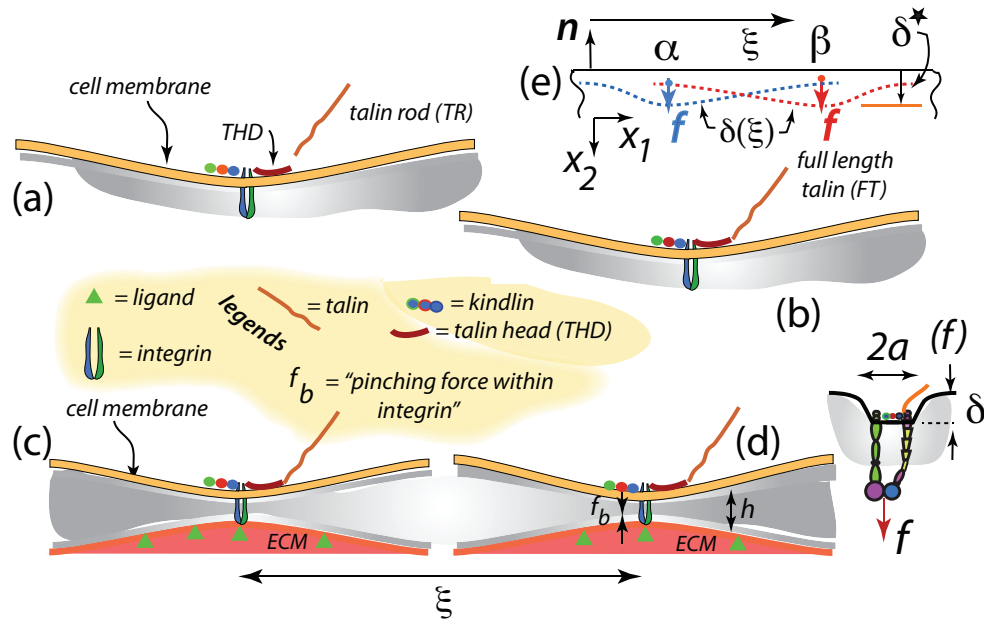 (a)
cell membrane
THD
talin rod (TR)
(e)
n
ξ
α
β
δ★
f
δ(ξ)
f
x1
x2
full length
talin (FT)
(b)
legends
= ligand
= integrin
= talin
= kindlin
= talin head (THD)
fb = "pinching force within
integrin"
(c)
cell membrane
ECM
(d)
fb
h
ECM
ξ
(f)
2a
δ
f